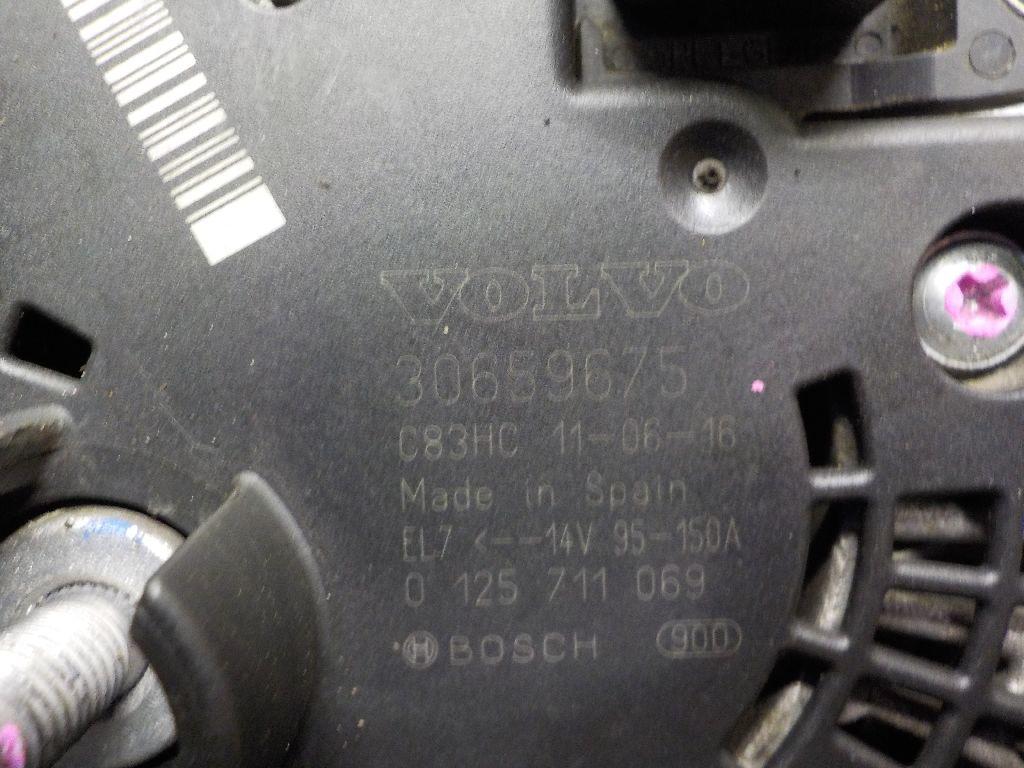 VOLVO
30659675
C83HC 11-06-16
Made in Spain
EL7 <---14V 95-150A
0 125 711 069
BOSCH 900